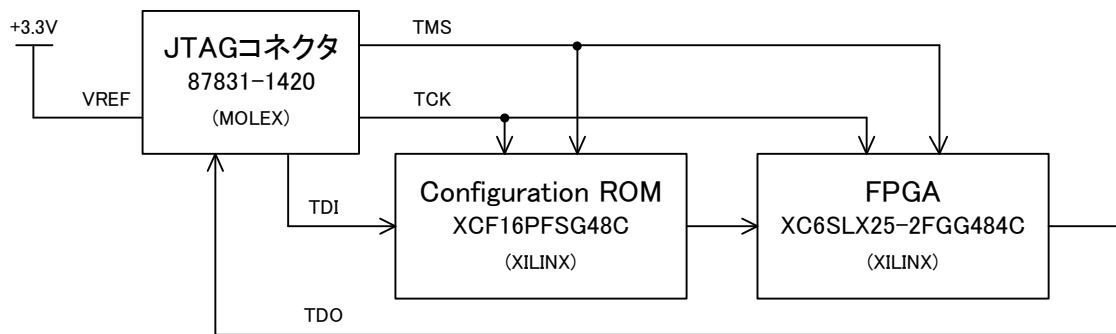 +3.3V
VREF
JTAGコネクタ
87831-1420
(MOLEX)
TMS
TCK
TDI
Configuration ROM
XCF16PFSG48C
(XILINX)
FPGA
XC6SLX25-2FGG484C
(XILINX)
TDO